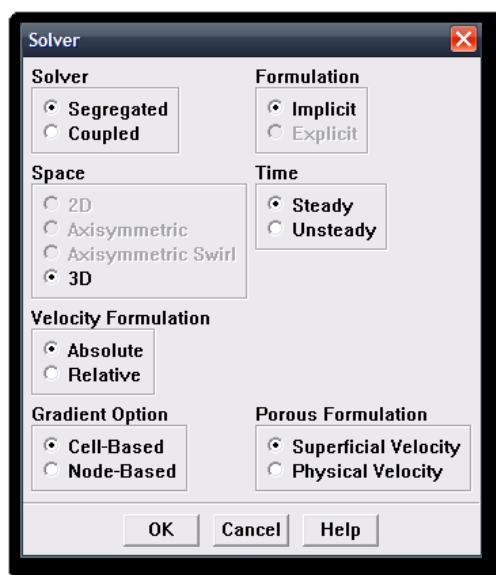 Solver
Solver
Segregated
Coupled
Formulation
Implicit
Explicit
Space
2D
Axisymmetric
Axisymmetric Swirl
3D
Time
Steady
Unsteady
Velocity Formulation
Absolute
Relative
Gradient Option
Cell-Based
Node-Based
Porous Formulation
Superficial Velocity
Physical Velocity
OK Cancel Help